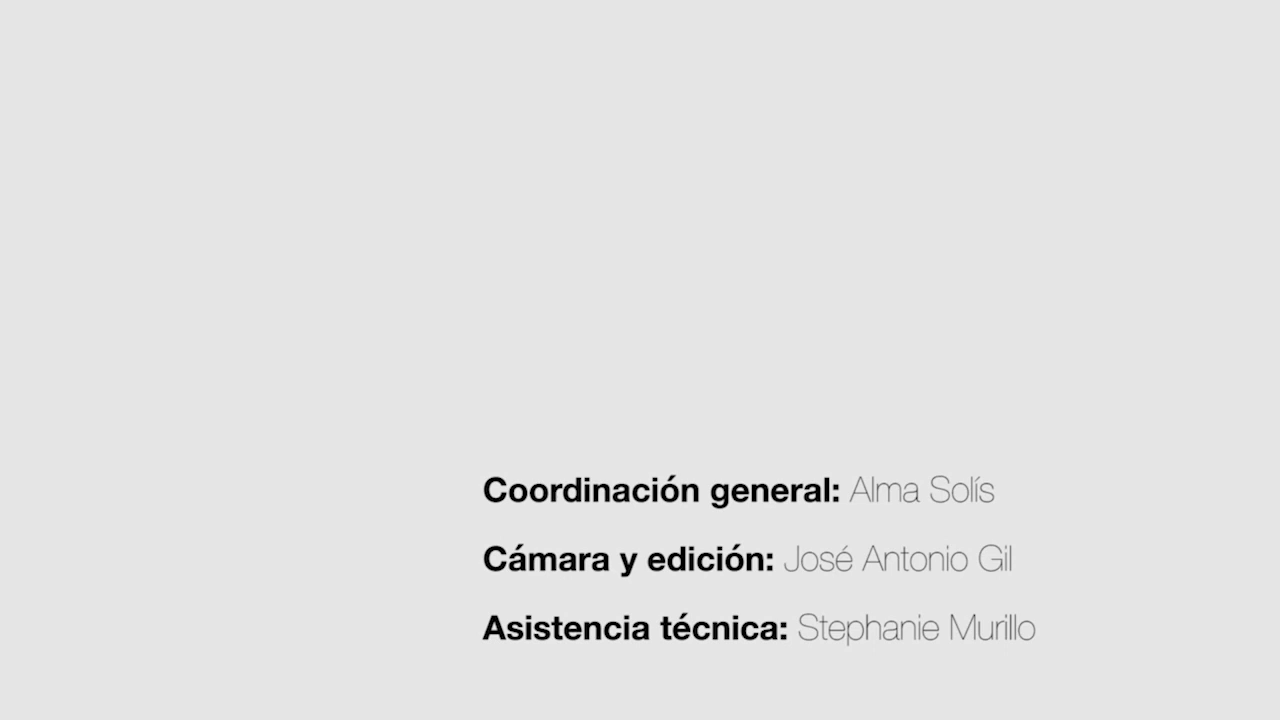 Coordinación general: Alma Solís
Cámara y edición: José Antonio Gil
Asistencia técnica: Stephanie Murillo